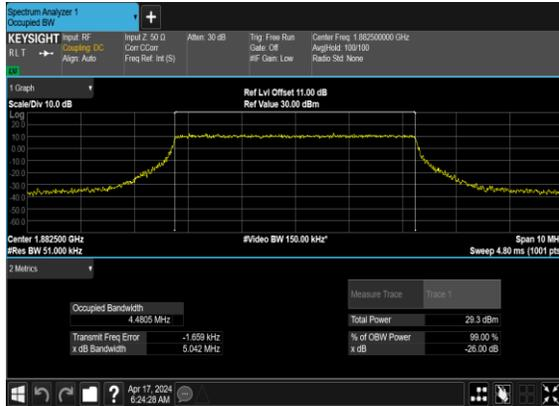 Spectrum Analyzer 1
Occupied BW
+
KEYSIGHT Input: RF Input Z: 50 Ω Atten: 30 dB Trig: Free Run Center Freq: 1.882500000 GHz
RLT Coupling: DC Corr CCorr Gate: Off Avg|Hold: 100/100
Align: Auto Freq Ref: Int (S) #IF Gain: Low Radio Std: None
1 Graph
Ref Lvl Offset 11.00 dB
Scale/Div 10.0 dB Ref Value 30.00 dBm
Log
20.0
10.0
0.00
-10.0
-20.0
-30.0
-40.0
-50.0
-60.0
Center 1.882500 GHz #Video BW 150.00 kHz* Span 10 MH
#Res BW 51.000 kHz Sweep 4.80 ms (1001 pts
2 Metrics
Measure Trace Trace 1
Occupied Bandwidth
4.4805 MHz Total Power 29.3 dBm
Transmit Freq Error -1.659 kHz % of OBW Power 99.00 %
x dB Bandwidth 5.042 MHz x dB -26.00 dB
? Apr 17, 2024
6:24:28 AM